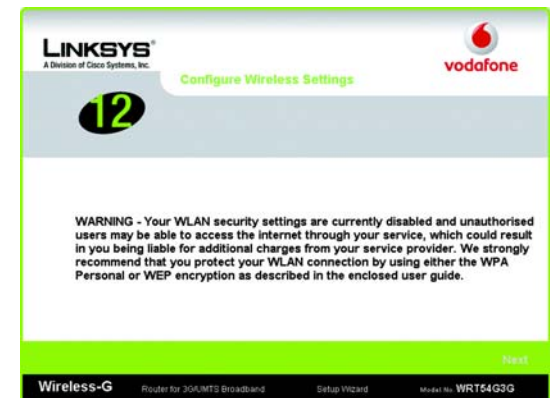 LINKSYS®
A Division of Cisco Systems, Inc.
vodafone
Configure Wireless Settings
12
WARNING - Your WLAN security settings are currently disabled and unauthorised
users may be able to access the internet through your service, which could result
in you being liable for additional charges from your service provider. We strongly
recommend that you protect your WLAN connection by using either the WPA
Personal or WEP encryption as described in the enclosed user guide.
Next
Wireless-G Router for 3G/UMTS Broadband Setup Wizard Model No WRT54G3G